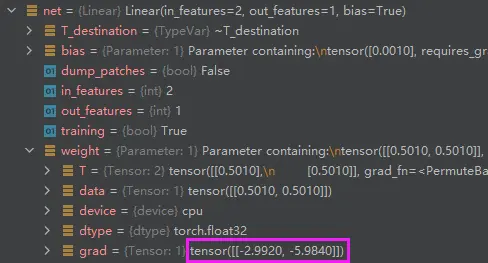 net = {Linear} Linear(in_features=2, out_features=1, bias=True)
T_destination = {TypeVar} ~T_destination
bias = {Parameter: 1} Parameter containing:\ntensor([0.0010], requires_gra
dump_patches = {bool} False
in_features = {int} 2
out_features = {int} 1
training = {bool} True
weight = {Parameter: 1} Parameter containing:\ntensor([[0.5010, 0.5010]],
T = {Tensor: 2} tensor([[0.5010],\n        [0.5010]], grad_fn=<PermuteBa
data = {Tensor: 1} tensor([[0.5010, 0.5010]])
device = {device} cpu
dtype = {dtype} torch.float32
grad = {Tensor: 1} tensor([[-2.9920, -5.9840]])